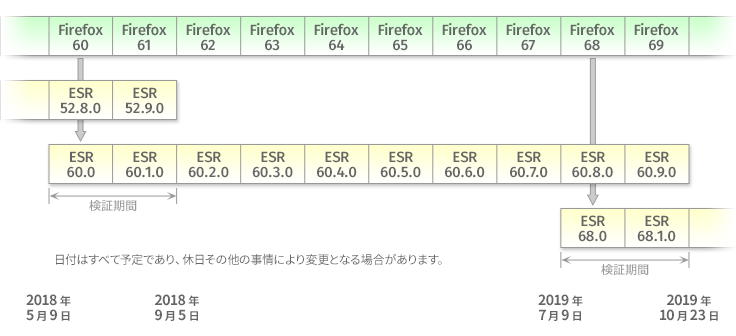 Firefox 60 Firefox 61 Firefox 62 Firefox 63 Firefox 64 Firefox 65 Firefox 66 Firefox 67 Firefox 68 Firefox 69
ESR 52.8.0 ESR 52.9.0
ESR 60.0 ESR 60.1.0 ESR 60.2.0 ESR 60.3.0 ESR 60.4.0 ESR 60.5.0 ESR 60.6.0 ESR 60.7.0 ESR 60.8.0 ESR 60.9.0
検証期間
ESR 68.0 ESR 68.1.0
検証期間
日付はすべて予定であり、休日その他の事情により変更となる場合があります。
2018 年 5 月 9 日
2018 年 9 月 5 日
2019 年 7 月 9 日
2019 年 10 月 23 日